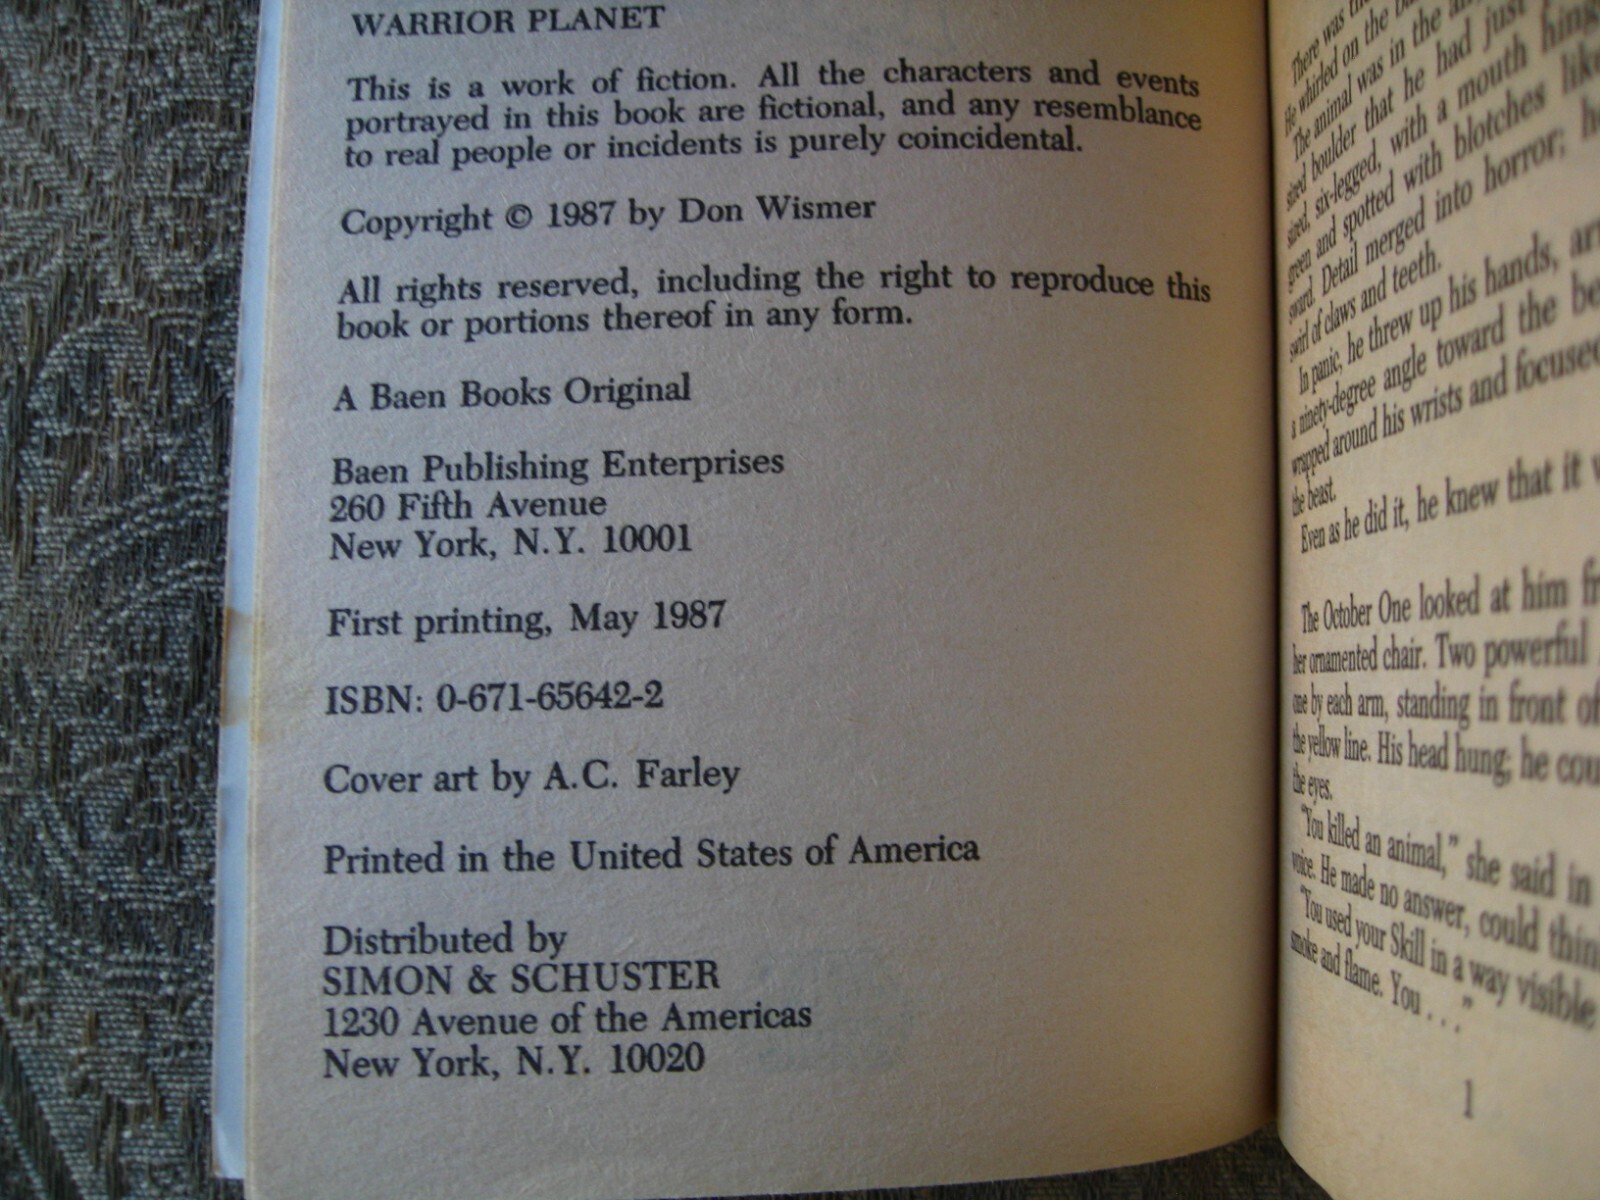 WARRIOR PLANET
This is a work of fiction. All the characters and events
portrayed in this book are fictional, and any resemblance
to real people or incidents is purely coincidental.
Copyright © 1987 by Don Wismer
All rights reserved, including the right to reproduce this
book or portions thereof in any form.
A Baen Books Original
Baen Publishing Enterprises
260 Fifth Avenue
New York, N.Y. 10001
First printing, May 1987
ISBN: 0-671-65642-2
Cover art by A.C. Farley
Printed in the United States of America
Distributed by
SIMON & SCHUSTER
1230 Avenue of the Americas
New York, N.Y. 10020
There was
He whirled on the
The animal was in the
sized boulder that he had just
sized, six-legged, with a mouth
green and spotted with blotches
sward. Detail merged into horror;
swirl of claws and teeth.
In panic, he threw up his hands,
a ninety-degree angle toward the
wrapped around his wrists and focused
the beast.
Even as he did it, he knew that it
The October One looked at him
her ornamented chair. Two powerful
one by each arm, standing in front of
the yellow line. His head hung; he
the eyes.
"You killed an animal," she said in
voice. He made no answer, could
"You used your Skill in a way visible
smoke and flame. You . . ."
1